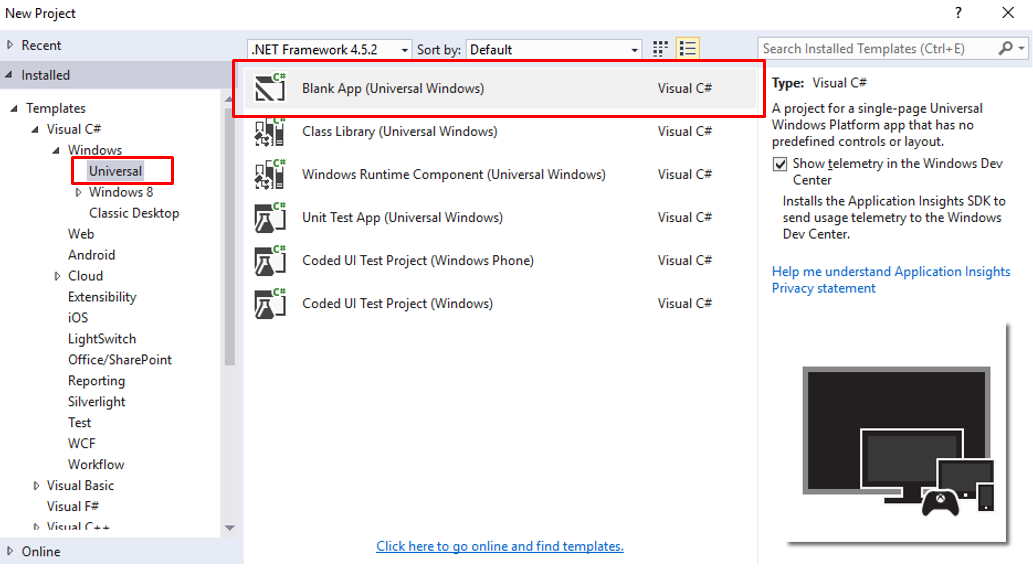 New Project
?
Recent
.NET Framework 4.5.2
Sort by:
Default
Search Installed Templates (Ctrl+E)
Installed
Templates
Visual C#
Windows
Universal
Windows 8
Classic Desktop
Web
Android
Cloud
Extensibility
iOS
LightSwitch
Office/SharePoint
Reporting
Silverlight
Test
WCF
Workflow
Visual Basic
Visual F#
Visual C++
Online
C# Blank App (Universal Windows) Visual C#
C# Class Library (Universal Windows) Visual C#
C# Windows Runtime Component (Universal Windows) Visual C#
C# Unit Test App (Universal Windows) Visual C#
C# Coded UI Test Project (Windows Phone) Visual C#
C# Coded UI Test Project (Windows) Visual C#
Click here to go online and find templates.
Type: Visual C#
A project for a single-page Universal
Windows Platform app that has no
predefined controls or layout.
Show telemetry in the Windows Dev
Center
Installs the Application Insights SDK to
send usage telemetry to the Windows
Dev Center.
Help me understand Application Insights
Privacy statement